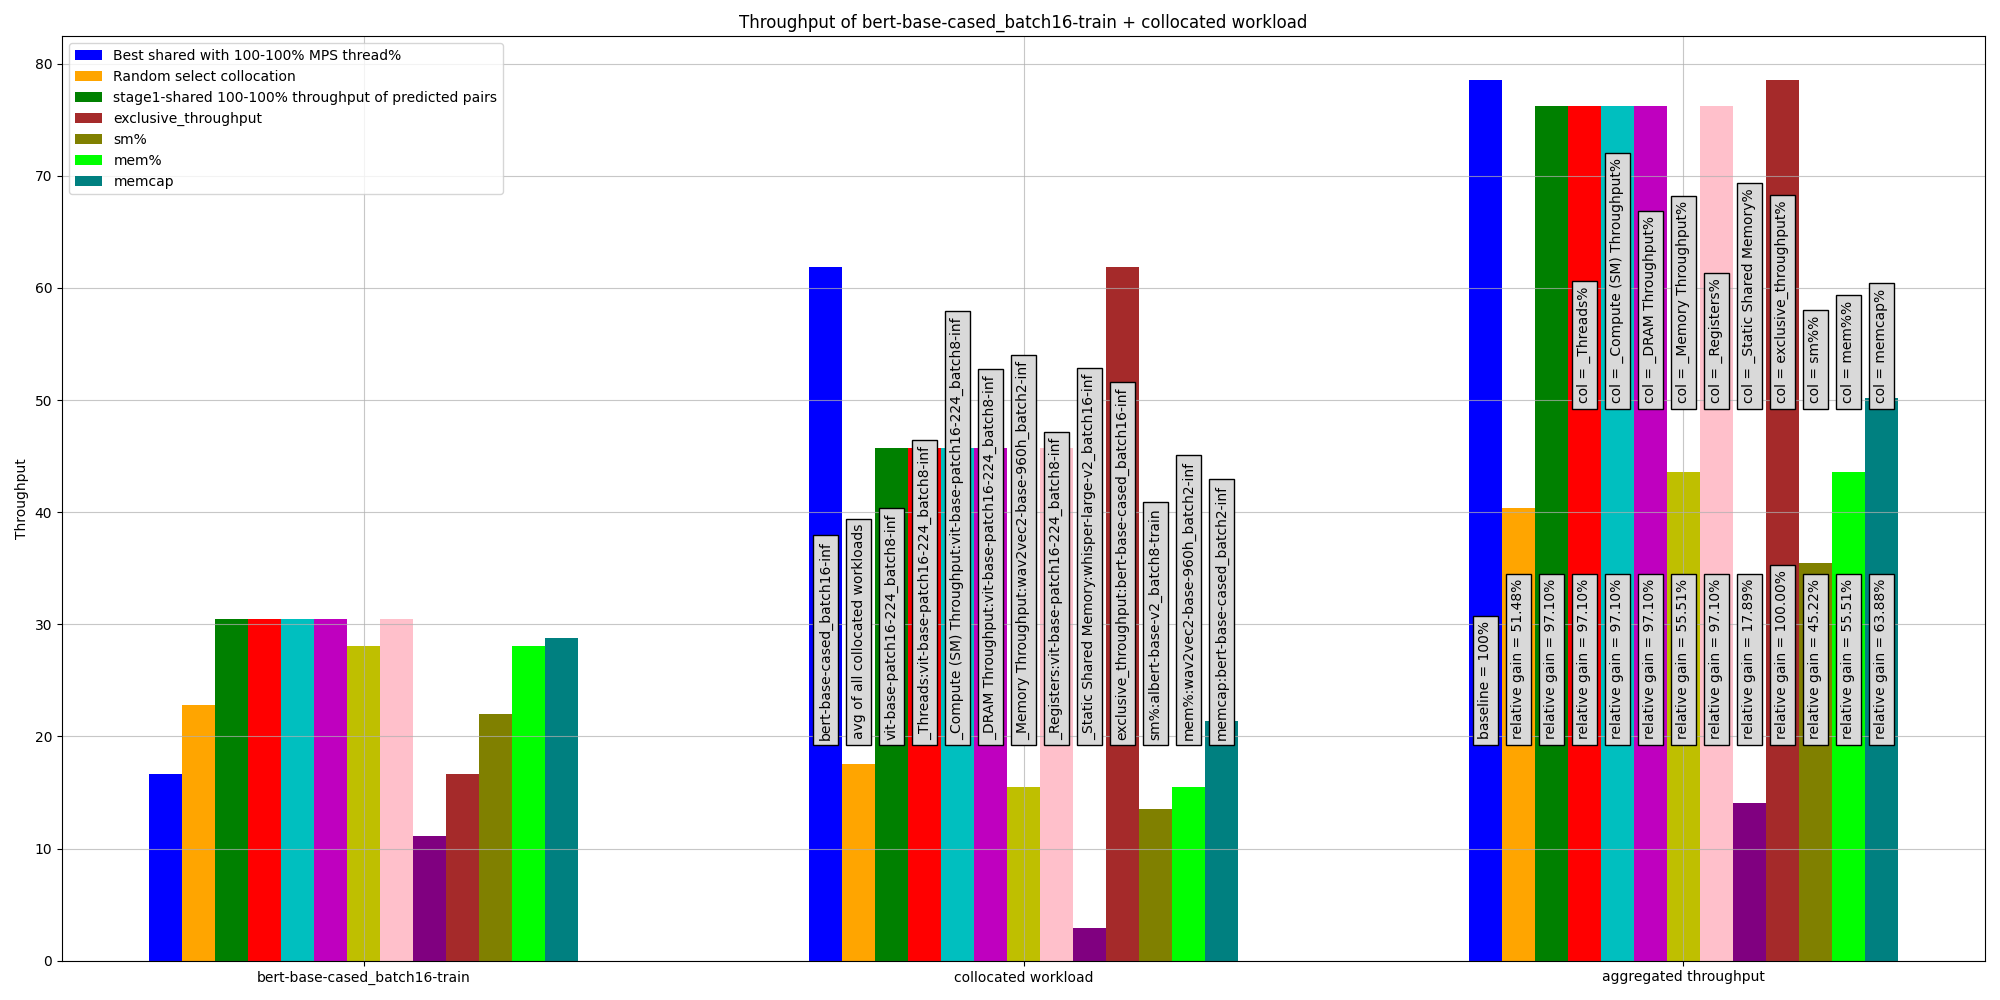 Throughput of bert-base-cased_batch16-train + collocated workload
Best shared with 100-100% MPS thread%
Random select collocation
stage1-shared 100-100% throughput of predicted pairs
exclusive_throughput
sm%
mem%
memcap
Throughput
80
70
60
50
40
30
20
10
0
bert-base-cased_batch16-inf
avg of all collocated workloads
vit-base-patch16-224_batch8-inf
_Threads:vit-base-patch16-224_batch8-inf
_Compute (SM) Throughput:vit-base-patch16-224_batch8-inf
_DRAM Throughput:vit-base-patch16-224_batch8-inf
_Memory Throughput:wav2vec2-base-960h_batch2-inf
_Registers:vit-base-patch16-224_batch8-inf
_Static Shared Memory:whisper-large-v2_batch16-inf
exclusive_throughput:bert-base-cased_batch16-inf
sm%:albert-base-v2_batch8-train
mem%:wav2vec2-base-960h_batch2-inf
memcap:bert-base-cased_batch2-inf
col = _Threads%
col = _Compute (SM) Throughput%
col = _DRAM Throughput%
col = _Memory Throughput%
col = _Registers%
col = _Static Shared Memory%
col = exclusive_throughput%
col = sm%%
col = mem%%
col = memcap%
baseline = 100%
relative gain = 51.48%
relative gain = 97.10%
relative gain = 97.10%
relative gain = 97.10%
relative gain = 97.10%
relative gain = 55.51%
relative gain = 97.10%
relative gain = 17.89%
relative gain = 100.00%
relative gain = 45.22%
relative gain = 55.51%
relative gain = 63.88%
bert-base-cased_batch16-train
collocated workload
aggregated throughput